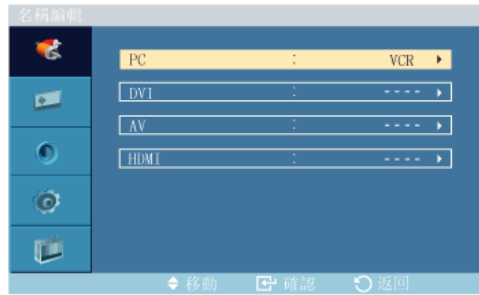 名稱編輯
PC : VCR
DVI : ----
AV : ----
HDMI : ----
移動 確認 返回